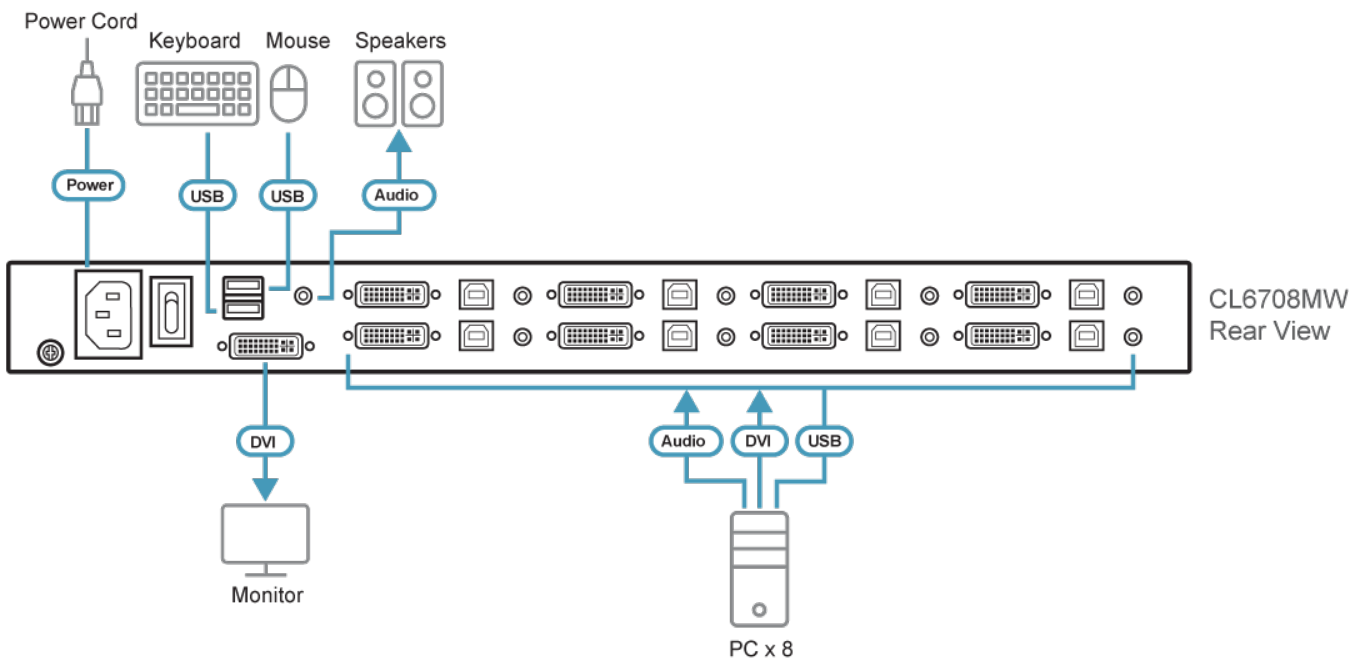 Power Cord
Keyboard
Mouse
Speakers
Power
USB
USB
Audio
CL6708MW
Rear View
DVI
Audio
DVI
USB
Monitor
PC x 8